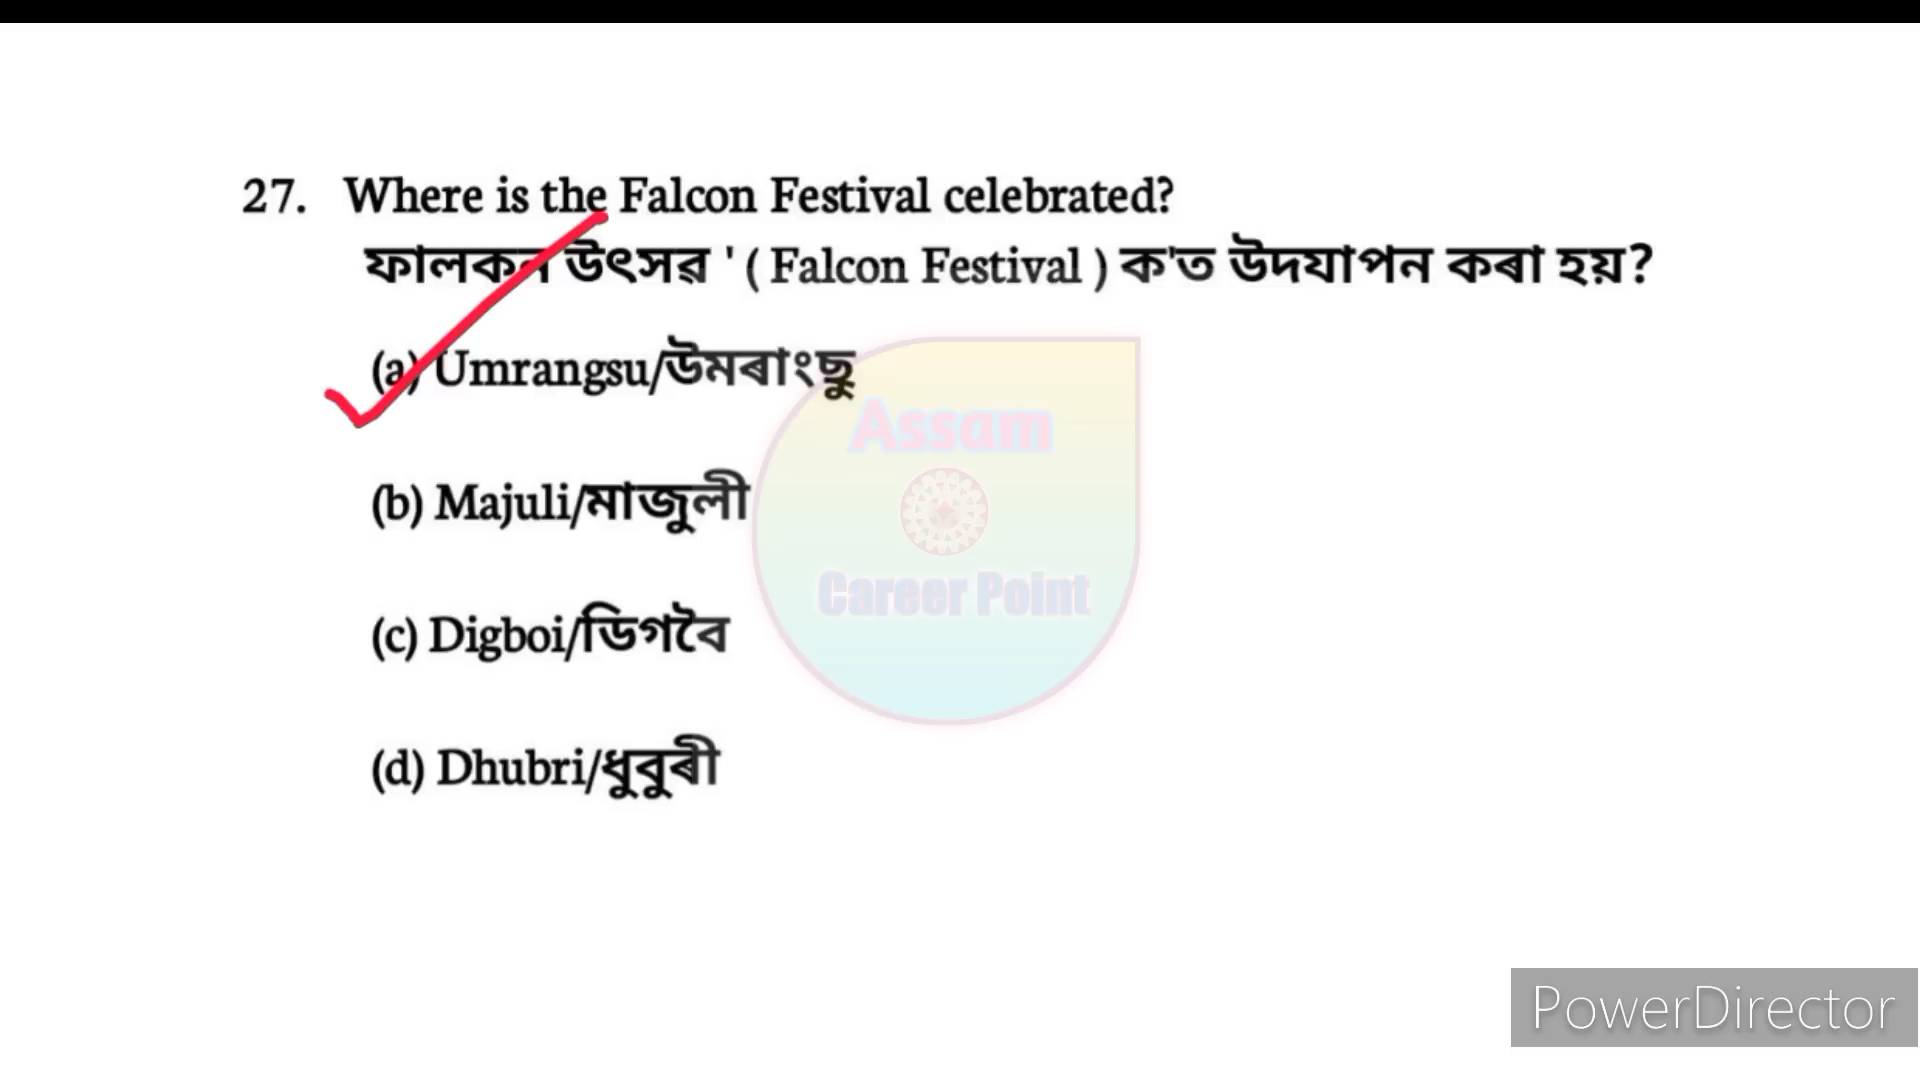 27. Where is the Falcon Festival celebrated?
ফালকন উৎসৱ ' ( Falcon Festival ) ক'ত উদযাপন কৰা হয়?
(a) Umrangsu/উমৰাংছু
Assam
(b) Majuli/মাজুলী
Career Point
(c) Digboi/ডিগবৈ
(d) Dhubri/ধুবুৰী
PowerDirector